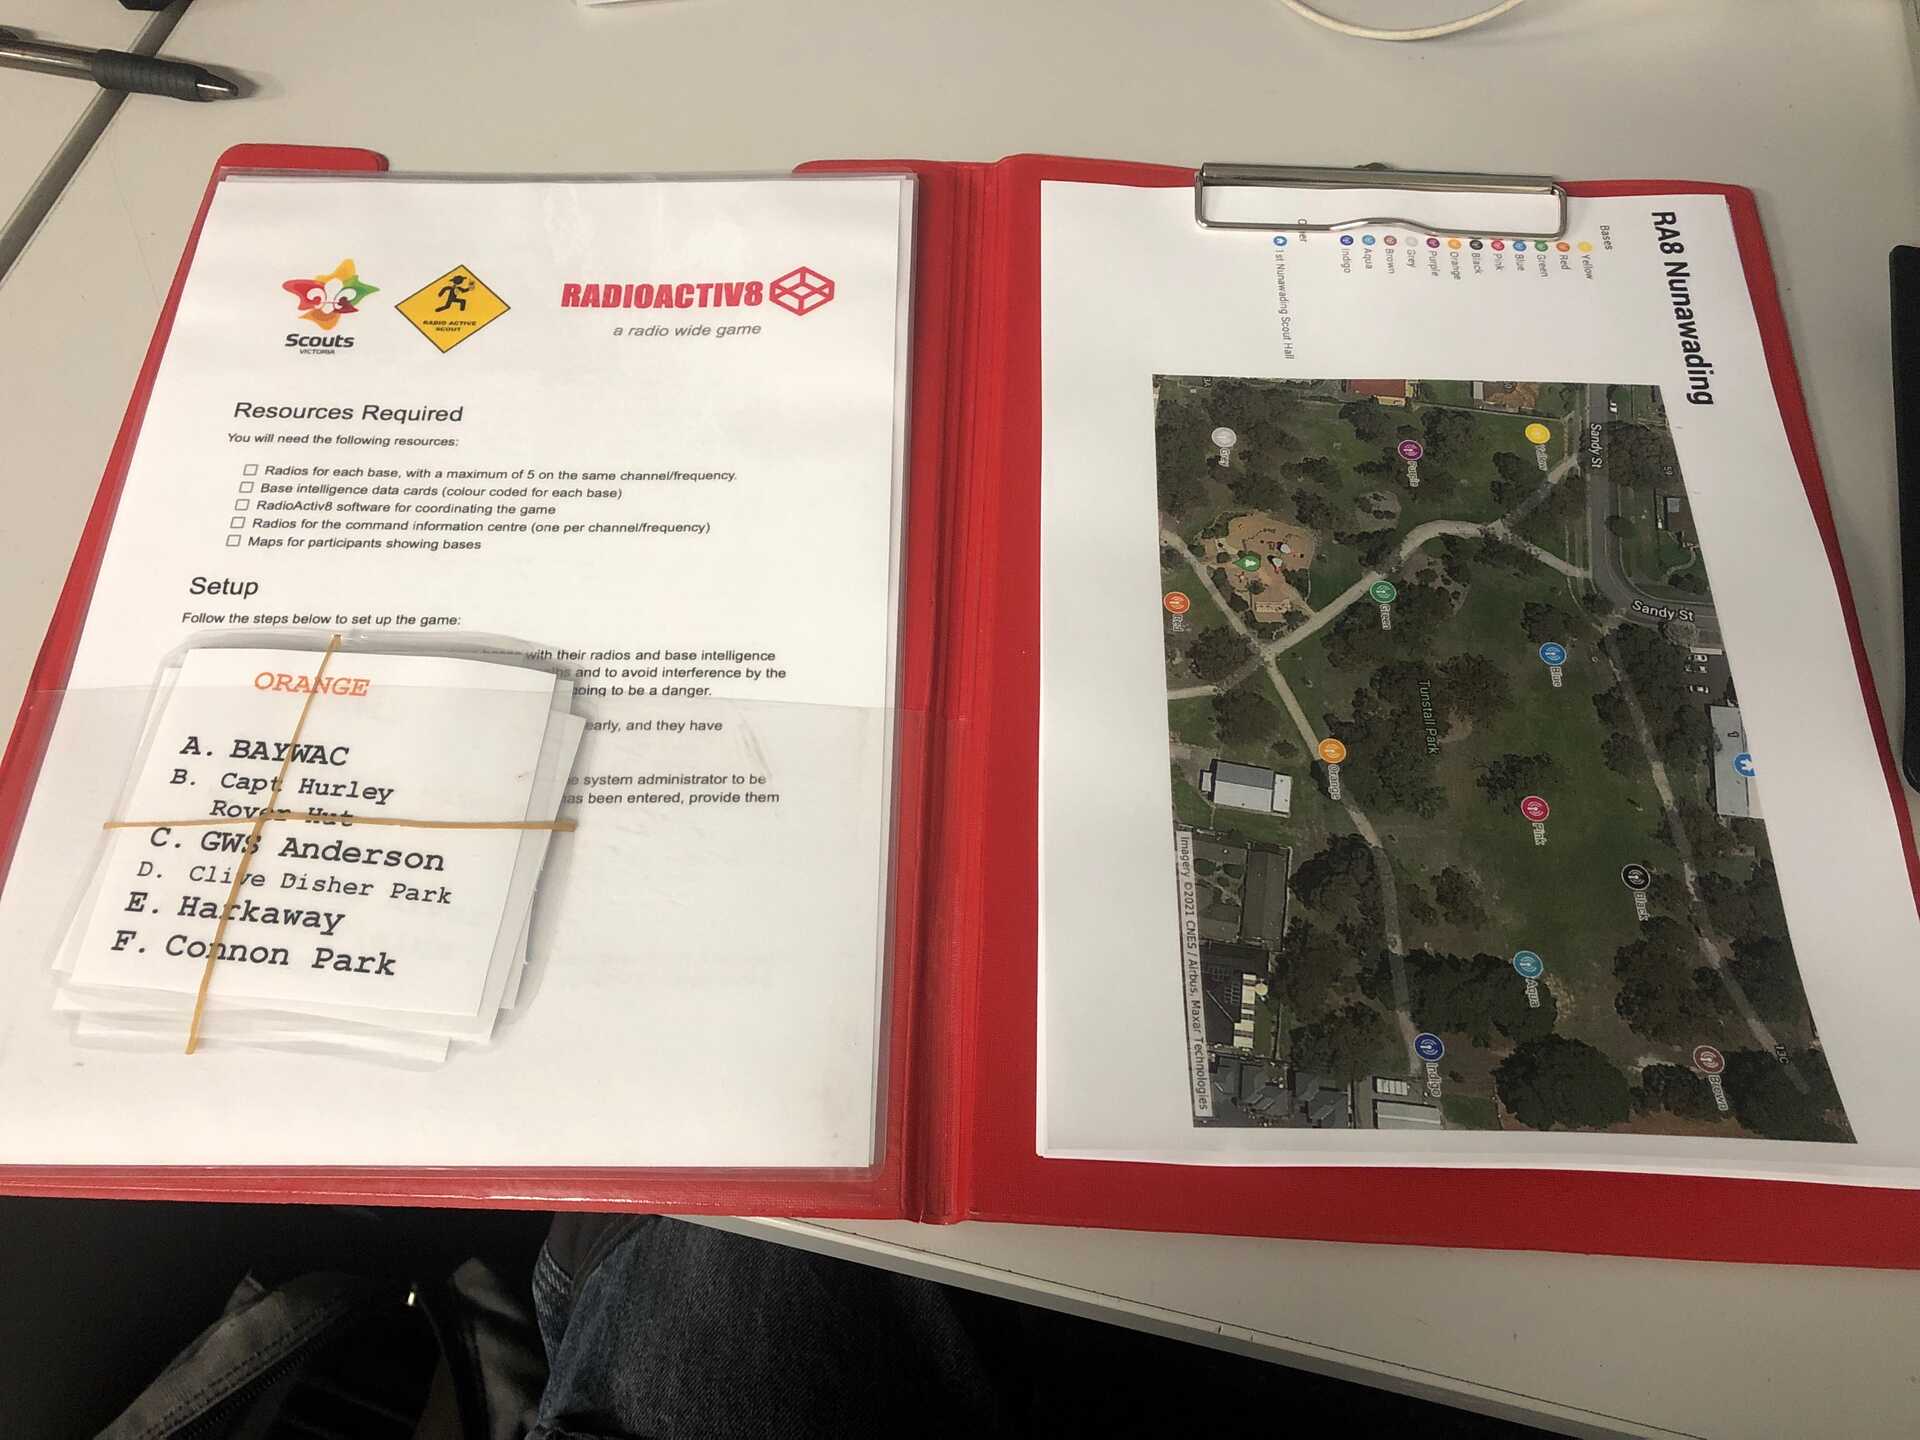 Scouts
VICTORIA
RADIO ACTIVE
SCOUT
RADIOACTIV8
a radio wide game
Resources Required
You will need the following resources:
Radios for each base, with a maximum of 5 on the same channel/frequency.
Base intelligence data cards (colour coded for each base)
RadioActiv8 software for coordinating the game
Radios for the command information centre (one per channel/frequency)
Maps for participants showing bases
Setup
Follow the steps below to set up the game:
with their radios and base intelligence
and to avoid interference by the
going to be a danger.
early, and they have
system administrator to be
has been entered, provide them
ORANGE
A. BAYWAC
B. Capt Hurley
Rover Hut
C. GWS Anderson
D. Clive Disher Park
E. Harkaway
F. Connon Park
RA8 Nunawading
Bases
Yellow
Red
Green
Blue
Pink
Black
Orange
Purple
Grey
Brown
Aqua
Indigo
Other
1st Nunawading Scout Hall
Sandy St
Sandy St
Yellow
Purple
Grey
Green
Red
Blue
Tunstall Park
Orange
Pink
Black
Aqua
Indigo
Brown
13C
Imagery ©2021 CNES / Airbus, Maxar Technologies